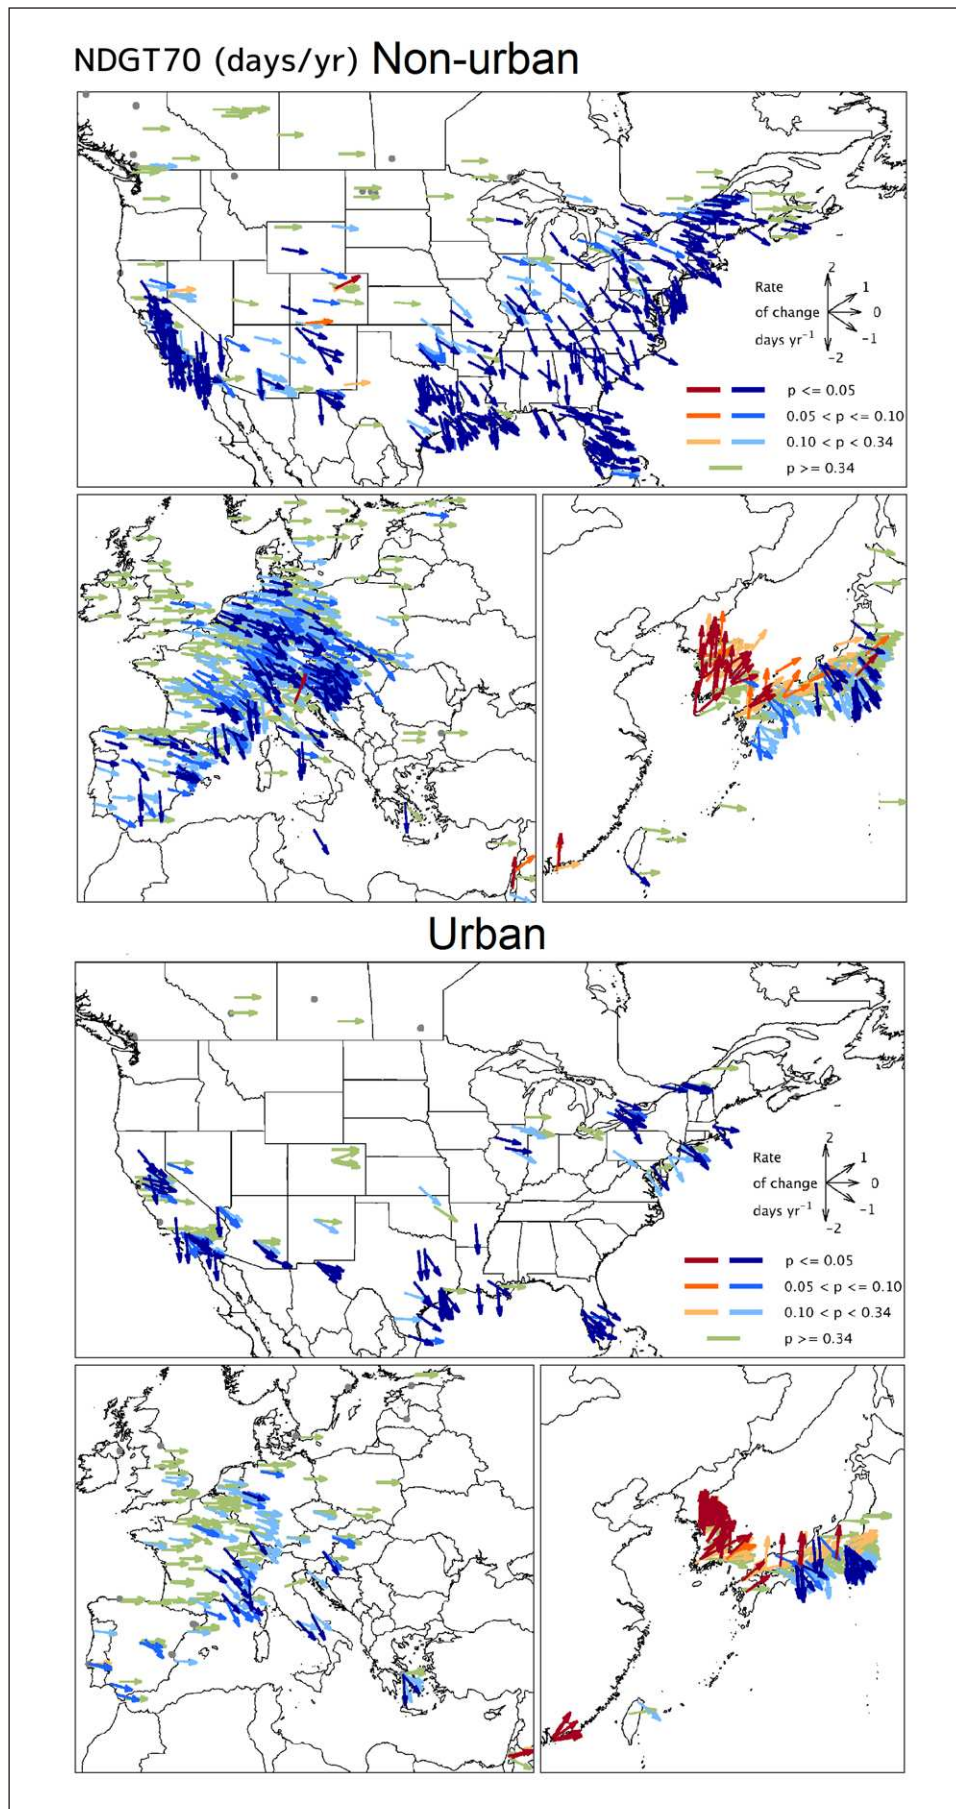 NDGT70 (days/yr) Non-urban
2
Rate 1
of change 0
days yr⁻¹ -1
-2
p <= 0.05
0.05 < p <= 0.10
0.10 < p < 0.34
p >= 0.34
Urban
2
Rate 1
of change 0
days yr⁻¹ -1
-2
p <= 0.05
0.05 < p <= 0.10
0.10 < p < 0.34
p >= 0.34